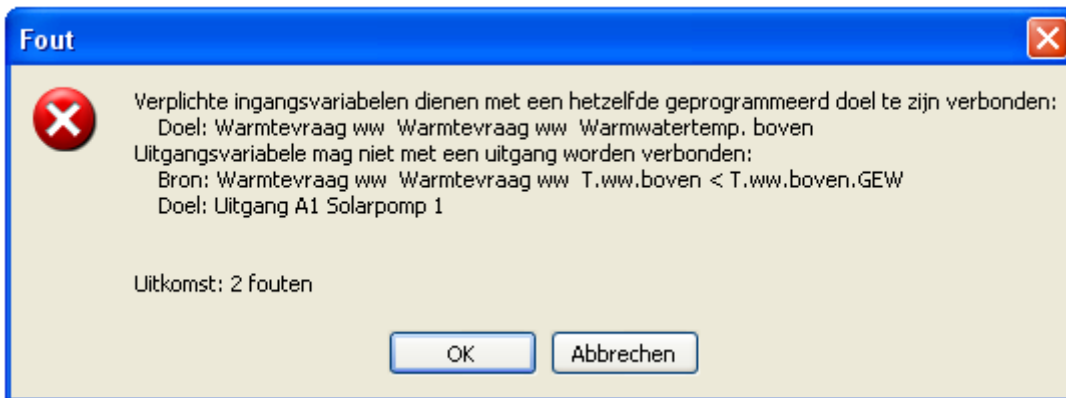 Fout
Verplichte ingangsvariabelen dienen met een hetzelfde geprogrammeerd doel te zijn verbonden:
Doel: Warmtevraag ww Warmtevraag ww Warmwatertemp. boven
Uitgangsvariabele mag niet met een uitgang worden verbonden:
Bron: Warmtevraag ww Warmtevraag ww T.ww.boven < T.ww.boven.GEW
Doel: Uitgang A1 Solarpomp 1
Uitkomst: 2 fouten
OK
Abbrechen